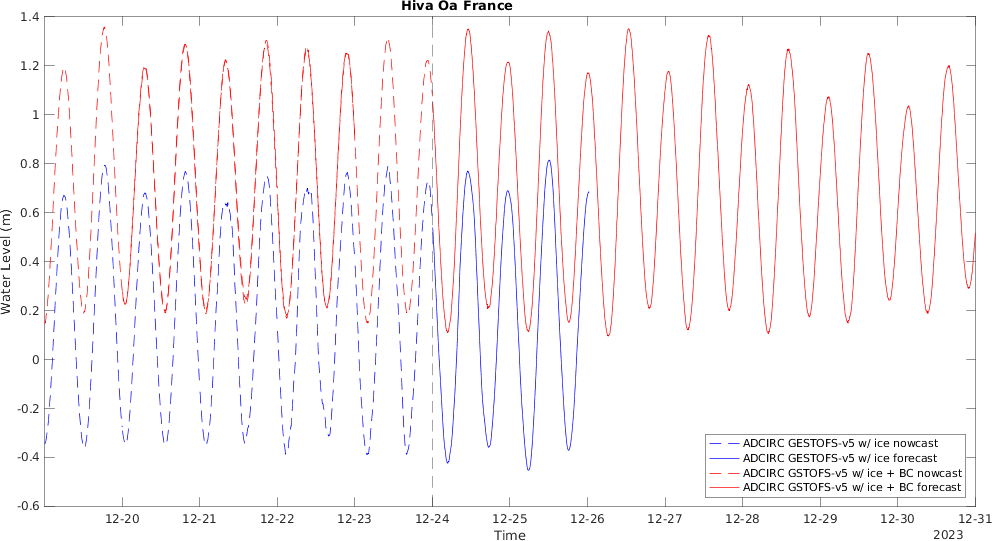 Hiva Oa France
1.4
1.2
1
0.8
0.6
0.4
0.2
0
-0.2
-0.4
-0.6
Water Level (m)
ADCIRC GESTOFS-v5 w/ ice nowcast
ADCIRC GESTOFS-v5 w/ ice forecast
ADCIRC GSTOFS-v5 w/ ice + BC nowcast
ADCIRC GSTOFS-v5 w/ ice + BC forecast
12-20 12-21 12-22 12-23 12-24 12-25 12-26 12-27 12-28 12-29 12-30 12-31
Time
2023